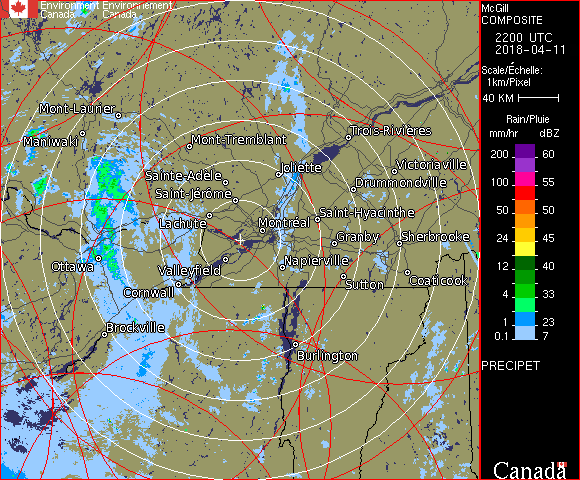 Environment Environnement
Canada Canada
Mont-Laurier
Maniwaki
Mont-Tremblant
Trois-Rivières
Sainte-Adèle
Joliette
Victoriaville
Saint-Jérôme
Drummondville
Lachute
Saint-Hyacinthe
Montréal
Granby
Sherbrooke
Ottawa
Valleyfield
Napierville
Cornwall
Sutton
Coaticook
Brockville
Burlington
McGill
COMPOSITE
2200 UTC
2018-04-11
Scale/Échelle:
1km/Pixel
40 KM
Rain/Pluie
mm/hr dBZ
200 60
100 55
50 50
24 45
12 40
4 33
1 23
0.1 7
PRECIPET
Canada